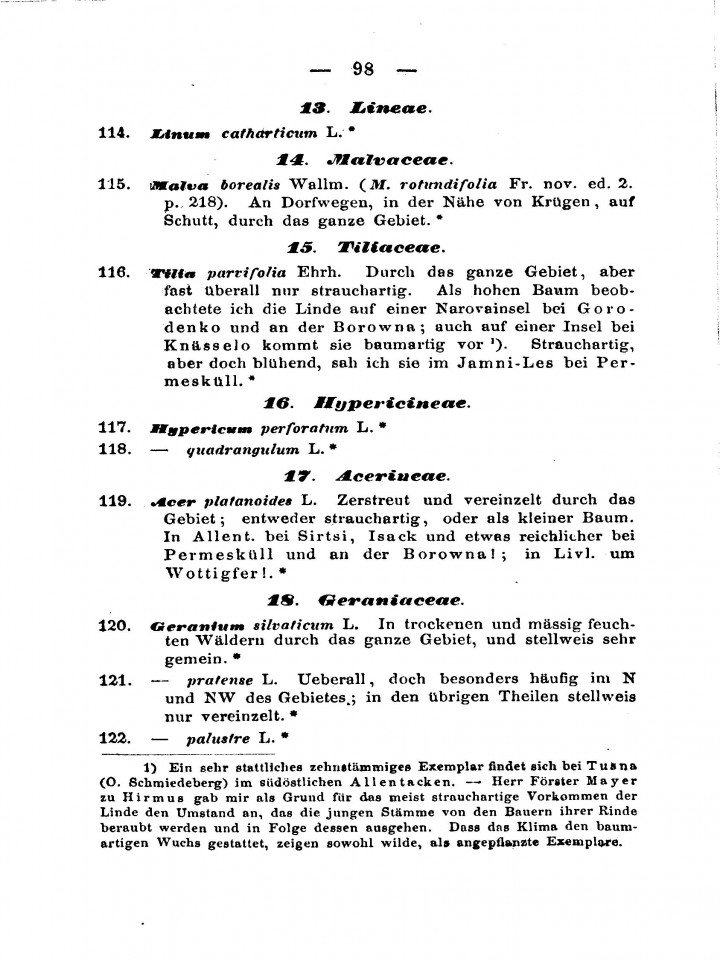 — 98 —
13. Lineae.
114. Linum catharticum L. *
14. Malvaceae.
115. Malva borealis Wallm. (M. rotundifolia Fr. nov. ed. 2.
p. 218). An Dorfwegen, in der Nähe von Krügen, auf
Schutt, durch das ganze Gebiet. *
15. Tiliaceae.
116. Tilia parvifolia Ehrh. Durch das ganze Gebiet, aber
fast überall nur strauchartig. Als hohen Baum beob-
achtete ich die Linde auf einer Narovainsel bei Goro-
denko und an der Borowna; auch auf einer Insel bei
Knässelo kommt sie baumartig vor ¹). Strauchartig,
aber doch blühend, sah ich sie im Jamni-Les bei Per-
mesküll. *
16. Hypericineae.
117. Hypericum perforatum L. *
118. — quadrangulum L. *
17. Acerineae.
119. Acer platanoides L. Zerstreut und vereinzelt durch das
Gebiet; entweder strauchartig, oder als kleiner Baum.
In Allent. bei Sirtsi, Isack und etwas reichlicher bei
Permesküll und an der Borowna!; in Livl. um
Wottigfer!. *
18. Geraniaceae.
120. Geranium silvaticum L. In trockenen und mässig feuch-
ten Wäldern durch das ganze Gebiet, und stellweis sehr
gemein. *
121. — pratense L. Ueberall, doch besonders häufig im N
und NW des Gebietes; in den übrigen Theilen stellweis
nur vereinzelt. *
122. — palustre L. *
1) Ein sehr stattliches zehnstämmiges Exemplar findet sich bei Tusna
(O. Schmiedeberg) im südöstlichen Allentacken. — Herr Förster Mayer
zu Hirmus gab mir als Grund für das meist strauchartige Vorkommen der
Linde den Umstand an, das die jungen Stämme von den Bauern ihrer Rinde
beraubt werden und in Folge dessen ausgehen. Dass das Klima den baum-
artigen Wuchs gestattet, zeigen sowohl wilde, als angepflanzte Exemplare.